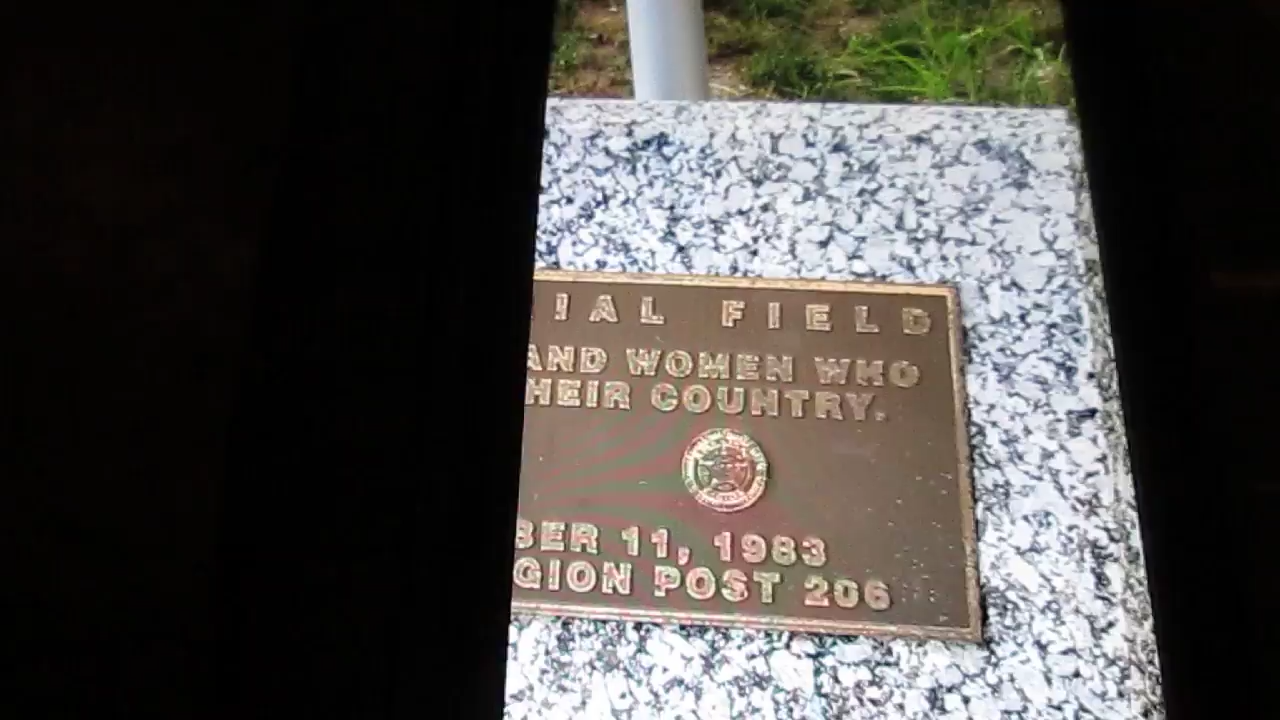 IAL FIELD
AND WOMEN WHO
HEIR COUNTRY.
BER 11, 1983
GION POST 206